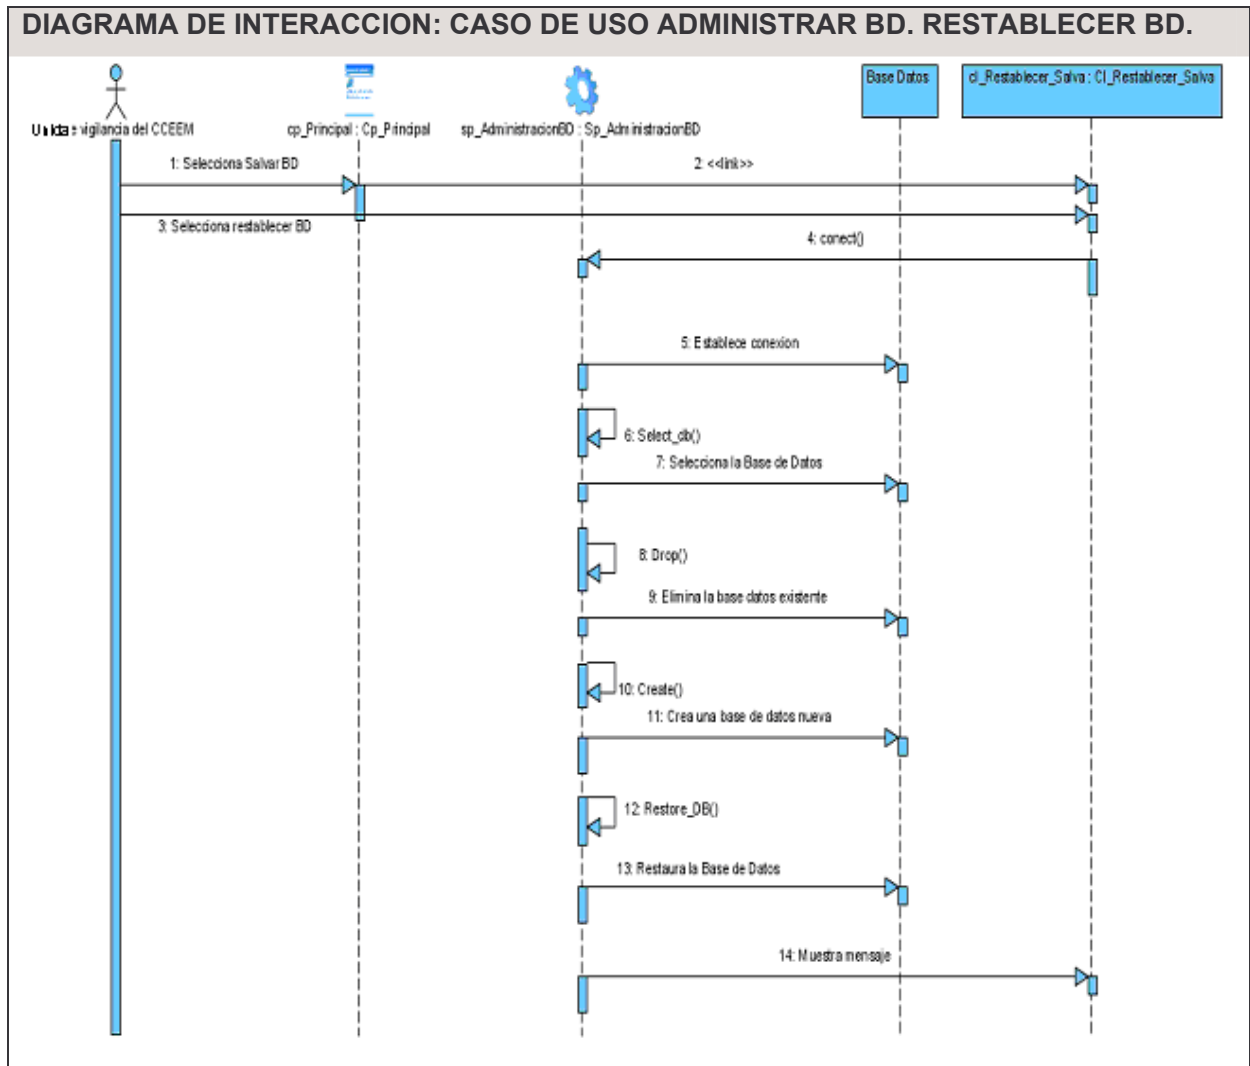 DIAGRAMA DE INTERACCION: CASO DE USO ADMINISTRAR BD. RESTABLECER BD.
vigilancia del CCEEM
cp_Principal : Cp_Principal
sp_AdministracionBD : Sp_AdministracionBD
Base Datos
cl_Restablecer_Salva : Cl_Restablecer_Salva
1: Selecciona Salvar BD
2: <<link>>
3: Selecciona restablecer BD
4: conect()
5: Establece conexion
6: Select_db()
7: Selecciona la Base de Datos
8: Drop()
9: Elimina la base datos existente
10: Create()
11: Crea una base de datos nueva
12: Restore_DB()
13: Restaura la Base de Datos
14: Muestra mensaje